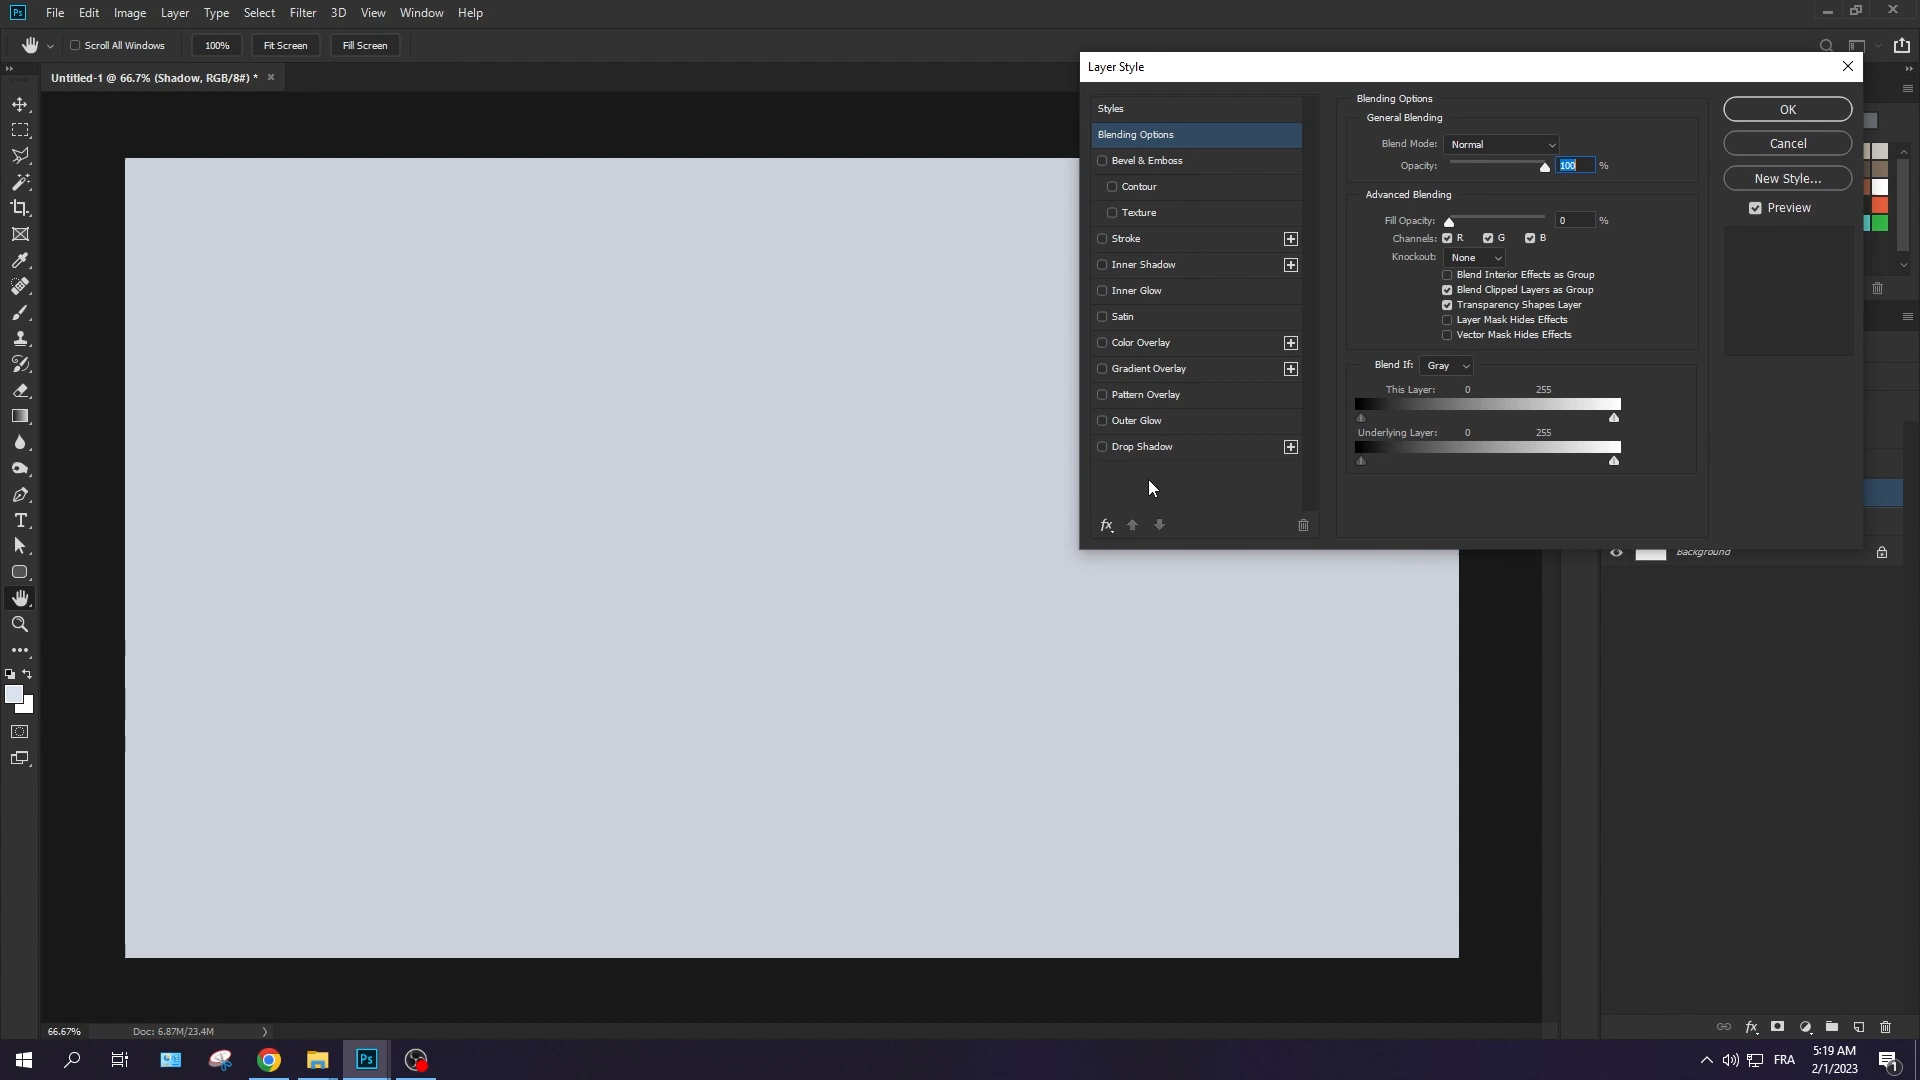 Ps File Edit Image Layer Type Select Filter 3D View Window Help
Scroll All Windows 100% Fit Screen Fill Screen
Untitled-1 @ 66.7% (Shadow, RGB/8#) *
Layer Style
Styles
Blending Options
Bevel & Emboss
Contour
Texture
Stroke
Inner Shadow
Inner Glow
Satin
Color Overlay
Gradient Overlay
Pattern Overlay
Outer Glow
Drop Shadow
fx
Blending Options
General Blending
Blend Mode: Normal
Opacity: 100 %
Advanced Blending
Fill Opacity: 0 %
Channels: R G B
Knockout: None
Blend Interior Effects as Group
Blend Clipped Layers as Group
Transparency Shapes Layer
Layer Mask Hides Effects
Vector Mask Hides Effects
Blend If: Gray
This Layer: 0 255
Underlying Layer: 0 255
OK
Cancel
New Style...
Preview
Background
66.67% Doc: 6.87M/23.4M
fx
Ps
FRA
5:19 AM
2/1/2023
1